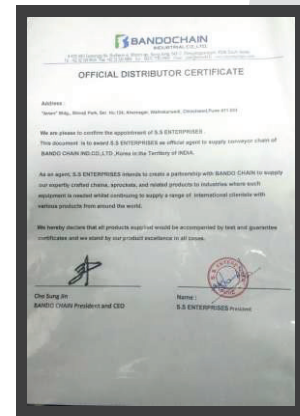 BANDOCHAIN
INDUSTRIAL CO., LTD.
OFFICIAL DISTRIBUTOR CERTIFICATE
Address :
Park, Sec. No.
We are please to confirm the appointment of S.S ENTERPRISES .
This document is to award S.S ENTERPRISES as official agent to supply conveyor chain of
BANDO CHAIN IND.CO.,LTD ,Korea in the Territory of INDIA.
As an agent, S.S ENTERPRISES intends to create a partnership with BANDO CHAIN to supply
our expertly crafted chains, sprockets, and related products to industries where such
equipment is needed whilst continuing to supply a range of international clientele with
various products from around the world.
We hereby declare that all products supplied would be accompanied by test and guarantee
certificates and we stand by our product excellence in all cases.
Cho Sung
BANDO CHAIN President and CEO
Name :
S.S ENTERPRISES President